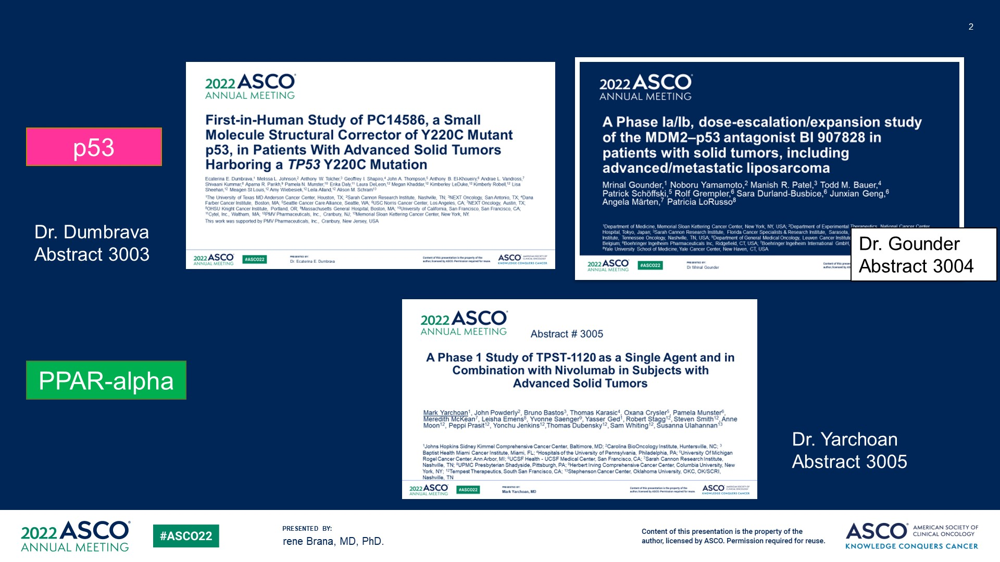 2
p53
Dr. Dumbrava
Abstract 3003
2022 ASCO®
ANNUAL MEETING
First-in-Human Study of PC14586, a Small
Molecule Structural Corrector of Y220C Mutant
p53, in Patients With Advanced Solid Tumors
Harboring a TP53 Y220C Mutation
Ecaterina E. Dumbrava,¹ Melissa L. Johnson,² Anthony W. Tolcher,³ Geoffrey I. Shapiro,⁴ John A. Thompson,⁵ Anthony B. El-Khoueiry,⁶ Andrae L. Vandross,⁷
Shivaani Kummar,⁸ Aparna R. Parikh,⁹ Pamela N. Munster,¹⁰ Erika Daly,¹¹ Laura DeLeon,¹² Megan Khaddar,¹² Kimberley LeDuke,¹² Kimberly Robell,¹² Lisa
Sheehan,¹² Meagen St Louis,¹² Amy Wiebesiek,¹² Leila Alland,¹² Alison M. Schram¹³
¹The University of Texas MD Anderson Cancer Center, Houston, TX; ²Sarah Cannon Research Institute, Nashville, TN; ³NEXT Oncology, San Antonio, TX; ⁴Dana
Farber Cancer Institute, Boston, MA; ⁵Seattle Cancer Care Alliance, Seattle, WA; ⁶USC Norris Cancer Center, Los Angeles, CA; ⁷NEXT Oncology, Austin, TX;
⁸OHSU Knight Cancer Institute, Portland, OR; ⁹Massachusetts General Hospital, Boston, MA; ¹⁰University of California, San Francisco, San Francisco, CA;
¹¹Cytel, Inc., Waltham, MA; ¹²PMV Pharmaceuticals, Inc., Cranbury, NJ; ¹³Memorial Sloan Kettering Cancer Center, New York, NY.
This work was supported by PMV Pharmaceuticals, Inc., Cranbury, New Jersey, USA
2022 ASCO®
ANNUAL MEETING
#ASCO22
PRESENTED BY:
Dr. Ecaterina E. Dumbrava
Content of this presentation is the property of the
author, licensed by ASCO. Permission required for reuse.
ASCO® AMERICAN SOCIETY OF
CLINICAL ONCOLOGY
KNOWLEDGE CONQUERS CANCER
2022 ASCO®
ANNUAL MEETING
A Phase Ia/Ib, dose-escalation/expansion study
of the MDM2–p53 antagonist BI 907828 in
patients with solid tumors, including
advanced/metastatic liposarcoma
Mrinal Gounder,¹ Noboru Yamamoto,² Manish R. Patel,³ Todd M. Bauer,⁴
Patrick Schöffski,⁵ Rolf Grempler,⁶ Sara Durland-Busbice,⁶ Junxian Geng,⁶
Angela Märten,⁷ Patricia LoRusso⁸
¹Department of Medicine, Memorial Sloan Kettering Cancer Center, New York, NY, USA; ²Department of Experimental Therapeutics, National Cancer Center
Hospital, Tokyo, Japan; ³Sarah Cannon Research Institute, Florida Cancer Specialists & Research Institute, Sarasota,
Institute, Tennessee Oncology, Nashville, TN, USA; ⁵Department of General Medical Oncology, Leuven Cancer Institute
Belgium; ⁶Boehringer Ingelheim Pharmaceuticals Inc, Ridgefield, CT, USA; ⁷Boehringer Ingelheim International GmbH,
⁸Yale University School of Medicine, Yale Cancer Center, New Haven, CT, USA
2022 ASCO®
ANNUAL MEETING
#ASCO22
PRESENTED BY:
Dr Mrinal Gounder
Content of this
author, licensed by
Dr. Gounder
Abstract 3004
PPAR-alpha
2022 ASCO®
ANNUAL MEETING
Abstract # 3005
A Phase 1 Study of TPST-1120 as a Single Agent and in
Combination with Nivolumab in Subjects with
Advanced Solid Tumors
Mark Yarchoan¹, John Powderly², Bruno Bastos³, Thomas Karasic⁴, Oxana Crysler⁵, Pamela Munster⁶,
Meredith McKean⁷, Leisha Emens⁸, Yvonne Saenger⁹, Yasser Ged¹, Robert Stagg¹², Steven Smith¹², Anne
Moon¹², Peppi Prasit¹², Yonchu Jenkins¹²,Thomas Dubensky¹², Sam Whiting¹², Susanna Ulahannan¹³
¹Johns Hopkins Sidney Kimmel Comprehensive Cancer Center, Baltimore, MD; ²Carolina BioOncology Institute, Huntersville, NC; ³
Baptist Health Miami Cancer Institute, Miami, FL; ⁴Hospitals of the University of Pennsylvania, Philadelphia, PA; ⁵University Of Michigan
Rogel Cancer Center, Ann Arbor, MI; ⁶UCSF Health - UCSF Medical Center, San Francisco, CA; ⁷Sarah Cannon Research Institute,
Nashville, TN; ⁸UPMC Presbyterian Shadyside, Pittsburgh, PA; ⁹Herbert Irving Comprehensive Cancer Center, Columbia University, New
York, NY; ¹²Tempest Therapeutics, South San Francisco, CA; ¹³Stephenson Cancer Center, Oklahoma University, OKC, OK/SCRI,
Nashville, TN
2022 ASCO®
ANNUAL MEETING
#ASCO22
PRESENTED BY:
Mark Yarchoan, MD
Content of this presentation is the property of the
author, licensed by ASCO. Permission required for reuse.
ASCO® AMERICAN SOCIETY OF
CLINICAL ONCOLOGY
KNOWLEDGE CONQUERS CANCER
Dr. Yarchoan
Abstract 3005
2022 ASCO®
ANNUAL MEETING
#ASCO22
PRESENTED BY:
rene Brana, MD, PhD.
Content of this presentation is the property of the
author, licensed by ASCO. Permission required for reuse.
ASCO® AMERICAN SOCIETY OF
CLINICAL ONCOLOGY
KNOWLEDGE CONQUERS CANCER